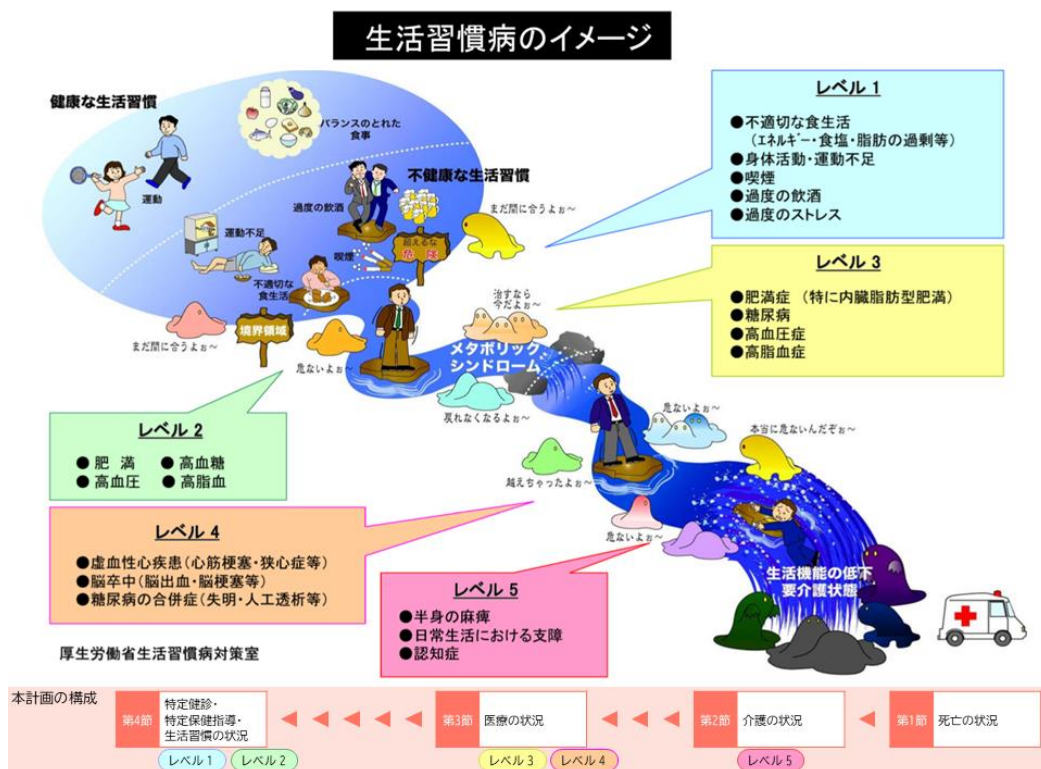 生活習慣病のイメージ
健康な生活習慣
バランスのとれた
食事
運動
不健康な生活習慣
過度の飲酒
運動不足
喫煙
超えるな
危険
不適切な
食生活
まだ間に合うよぉ~
境界領域
まだ間に合うよぉ~
危ないよぉ~
治すなら
今だよぉ~
メタボリック
シンドローム
戻れなくなるよぉ~
危ないよぉ~
本当に危ないんだぞぉ~
越えちゃったよぉ~
危ないよぉ~
生活機能の低下
要介護状態
レベル 1
●不適切な食生活
(エネルギー・食塩・脂肪の過剰等)
●身体活動・運動不足
●喫煙
●過度の飲酒
●過度のストレス
レベル 2
● 肥 満 ● 高血糖
● 高血圧 ● 高脂血
レベル 3
●肥満症 (特に内臓脂肪型肥満)
●糖尿病
●高血圧症
●高脂血症
レベル 4
●虚血性心疾患(心筋梗塞・狭心症等)
●脳卒中(脳出血・脳梗塞等)
●糖尿病の合併症(失明・人工透析等)
レベル 5
●半身の麻痺
●日常生活における支障
●認知症
厚生労働省生活習慣病対策室
本計画の構成
第4節 特定健診・
特定保健指導・
生活習慣の状況
レベル 1 レベル 2
第3節 医療の状況
レベル 3 レベル 4
第2節 介護の状況
レベル 5
第1節 死亡の状況